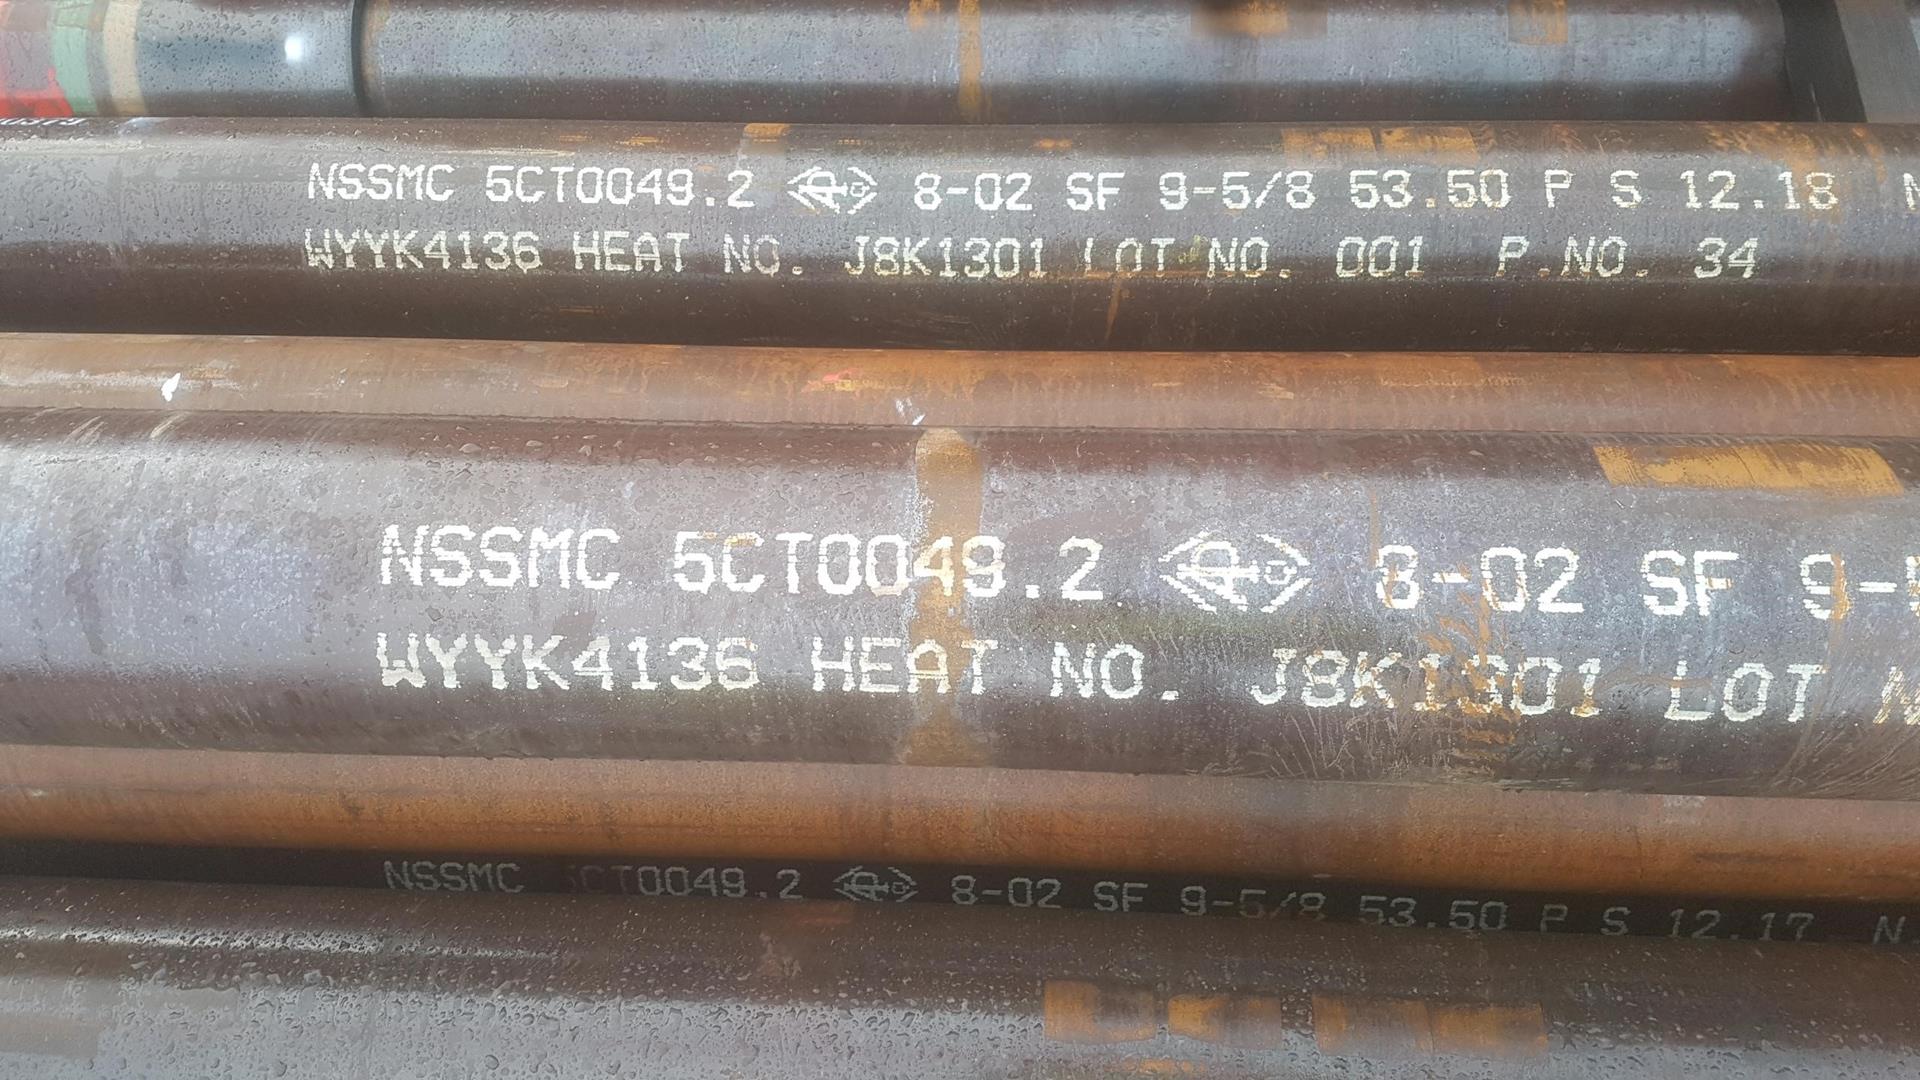 NSSMC 5CT0049.2 8-02 SF 9-5/8 53.50 P S 12.18 N
WYYK4136 HEAT NO. J8K1301 LOT NO. 001 P.NO. 34
NSSMC 5CT0049.2 8-02 SF 9-5
WYYK4136 HEAT NO. J8K1301 LOT N
NSSMC 5CT0049.2 8-02 SF 9-5/8 53.50 P S 12.17 N